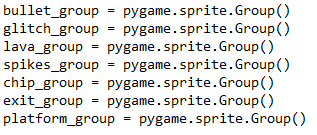 bullet_group = pygame.sprite.Group()
glitch_group = pygame.sprite.Group()
lava_group = pygame.sprite.Group()
spikes_group = pygame.sprite.Group()
chip_group = pygame.sprite.Group()
exit_group = pygame.sprite.Group()
platform_group = pygame.sprite.Group()